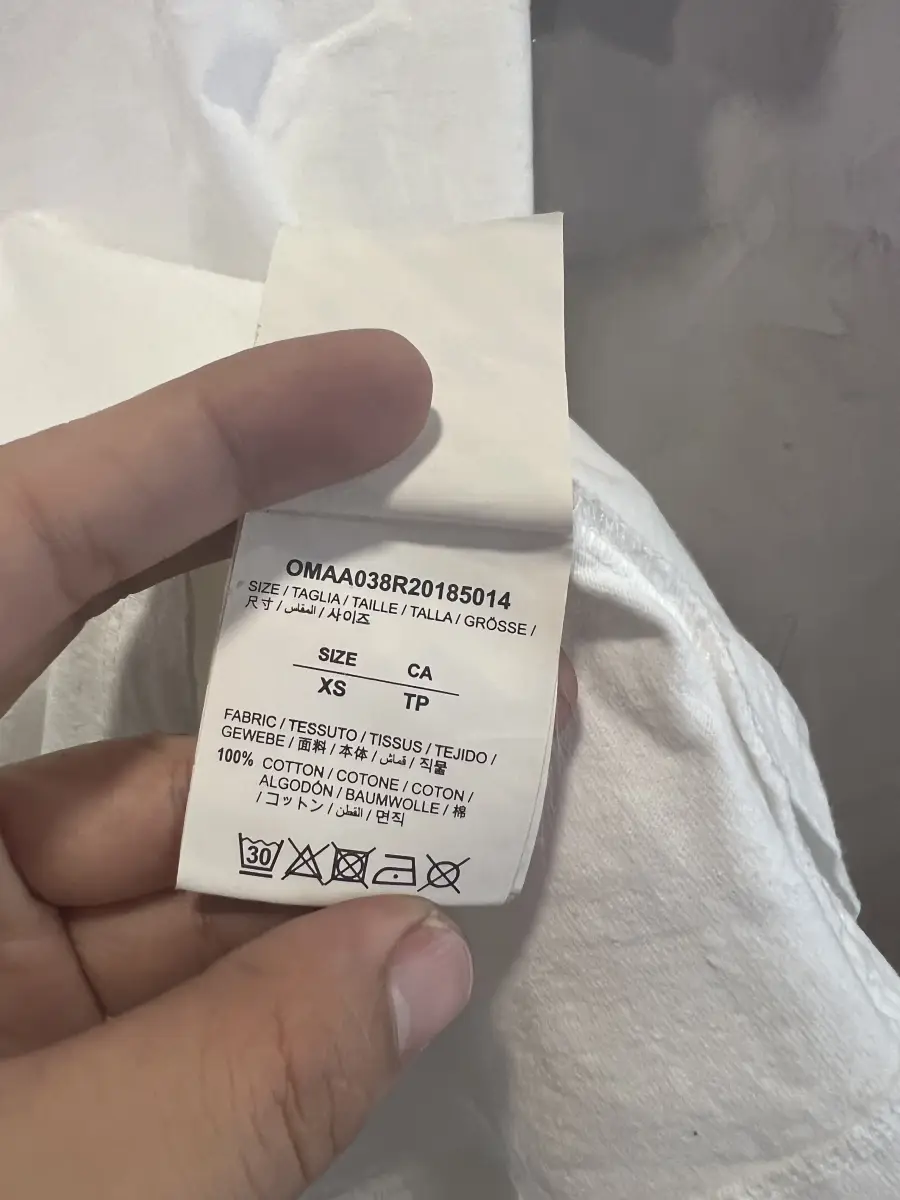 OMAA038R20185014
SIZE / TAGLIA / TAILLE / TALLA / GRÖSSE /
尺寸 / المقاس / 사이즈
SIZE CA
XS TP
FABRIC / TESSUTO / TISSUS / TEJIDO /
GEWEBE / 面料 / 本体 / قماش / 직물
100% COTTON / COTONE / COTON /
ALGODÓN / BAUMWOLLE / 棉
/ コットン / القطن / 면직
30